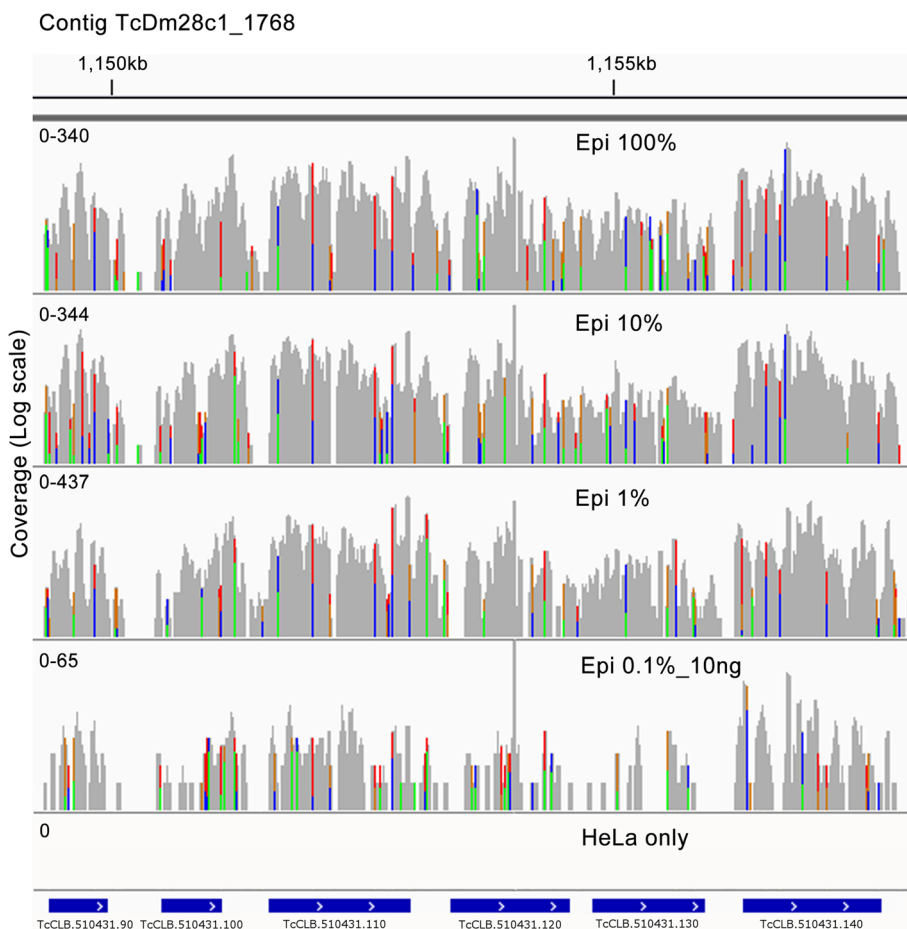 Contig TcDm28c1_1768
1,150kb 1,155kb
0-340 Epi 100%
0-344 Epi 10%
Coverage (Log scale)
0-437 Epi 1%
0-65 Epi 0.1%_10ng
0 HeLa only
TcCLB.510431.90 TcCLB.510431.100 TcCLB.510431.110 TcCLB.510431.120 TcCLB.510431.130 TcCLB.510431.140